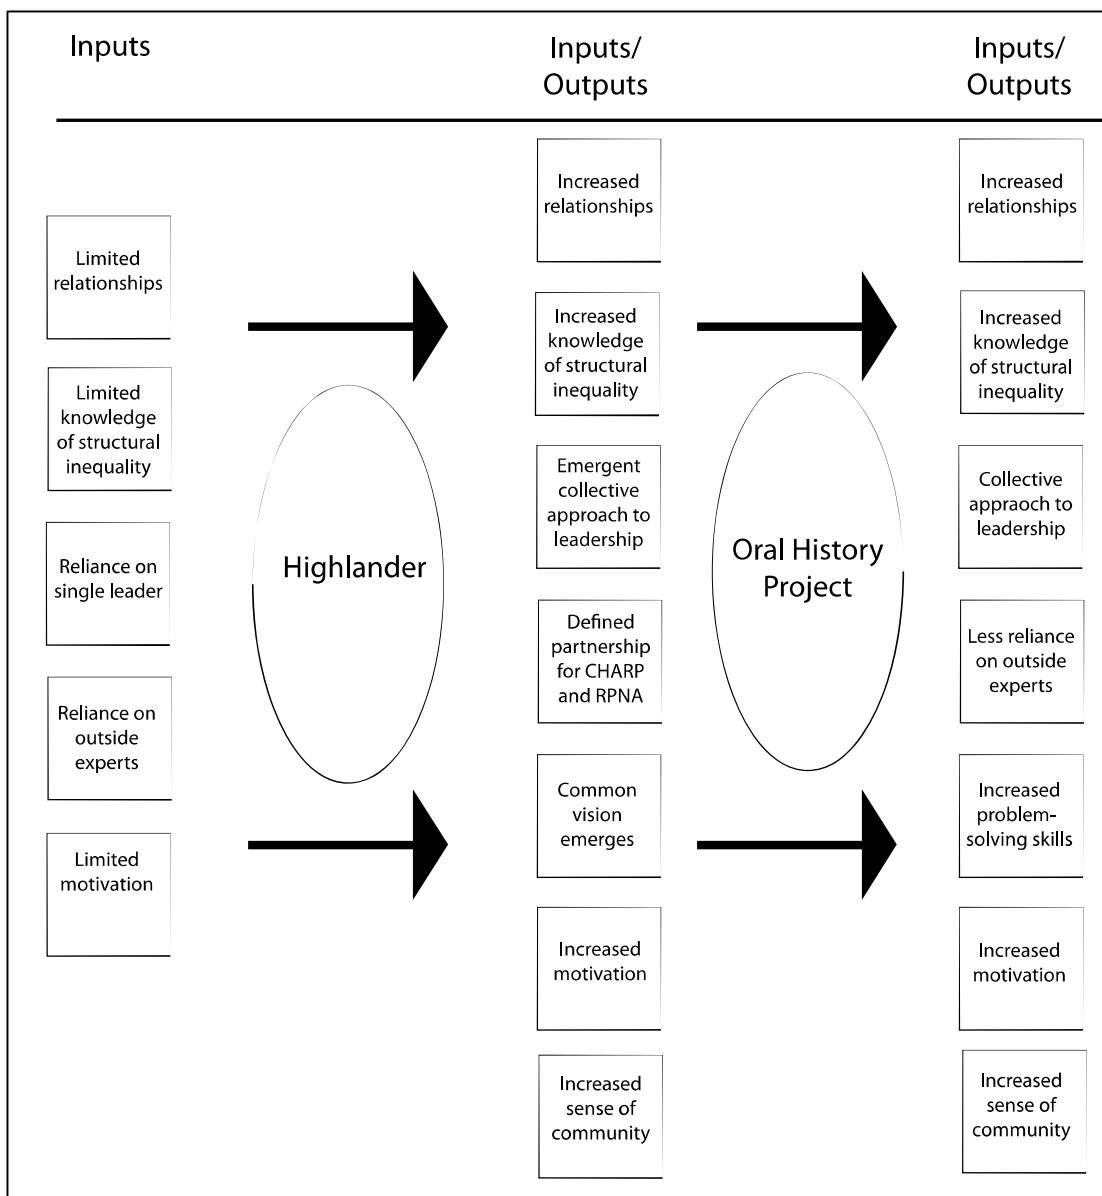 Inputs
Inputs/
Outputs
Inputs/
Outputs
Limited
relationships
Limited
knowledge
of structural
inequality
Reliance on
single leader
Reliance on
outside
experts
Limited
motivation
Highlander
Increased
relationships
Increased
knowledge
of structural
inequality
Emergent
collective
approach to
leadership
Defined
partnership
for CHARP
and RPNA
Common
vision
emerges
Increased
motivation
Increased
sense of
community
Oral History
Project
Increased
relationships
Increased
knowledge
of structural
inequality
Collective
appraoch to
leadership
Less reliance
on outside
experts
Increased
problem-
solving skills
Increased
motivation
Increased
sense of
community